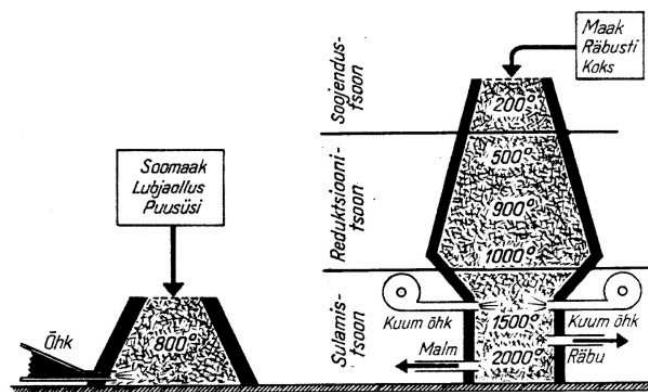 Soomaak
Lubjaollus
Puusüsi
Õhk
800°
Maak
Räbusti
Koks
Soojendus-
tsoon
200°
Reduktsiooni-
tsoon
500°
900°
1000°
Sulamis-
tsoon
Kuum õhk
1500°
Kuum õhk
Malm
2000°
Räbu